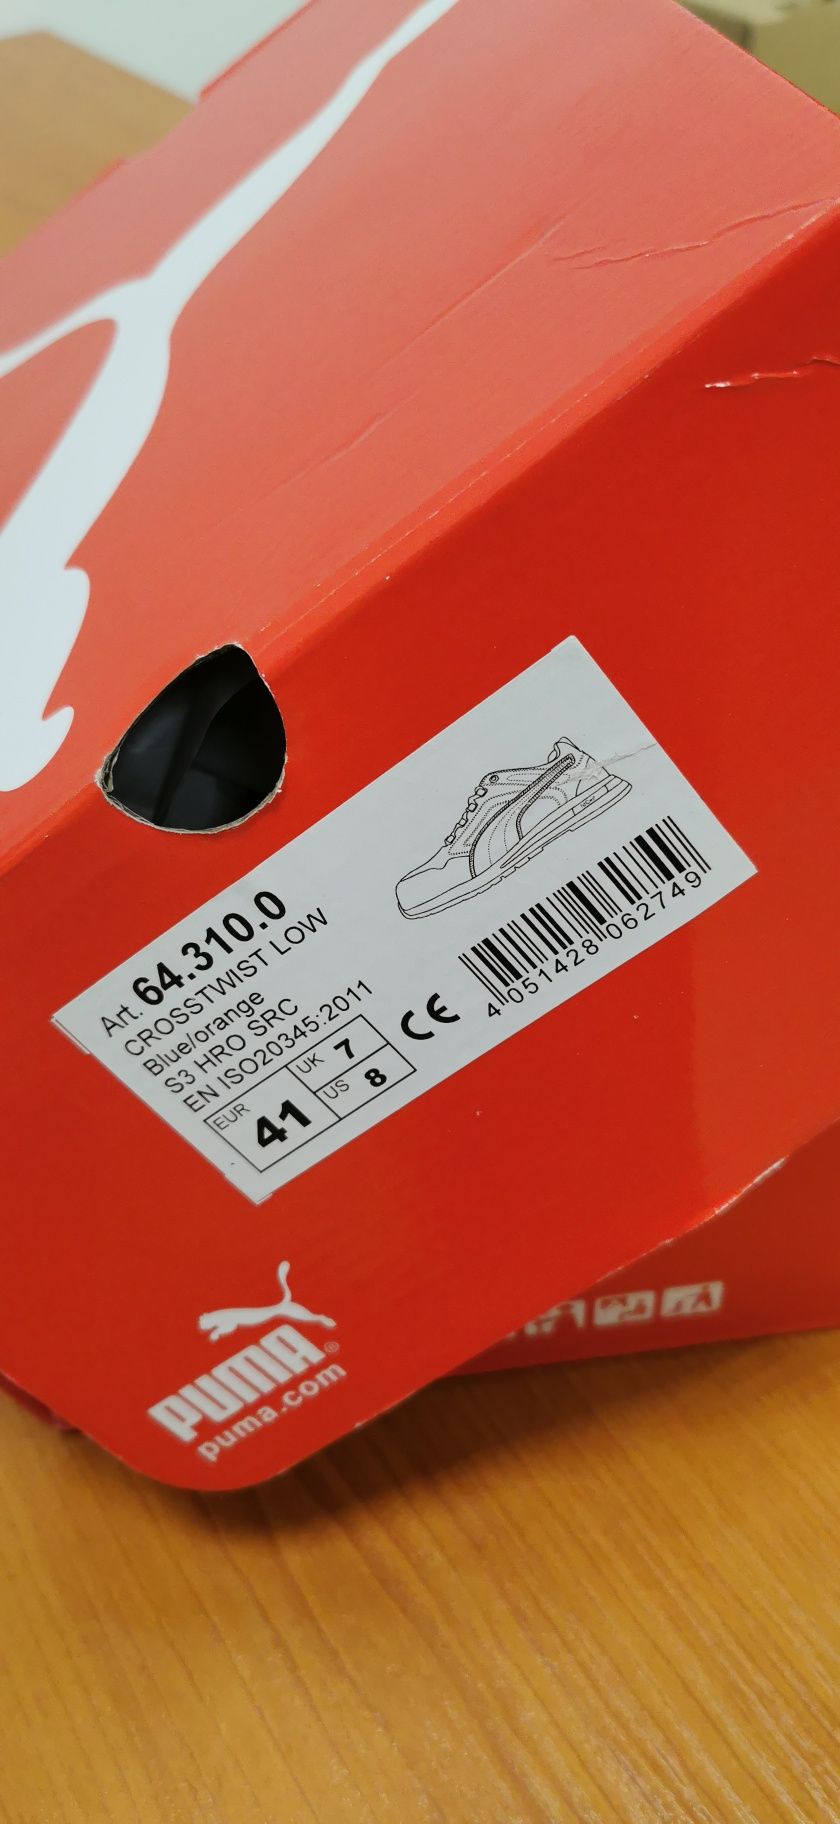 Art. 64.310.0
CROSSTWIST LOW
Blue/orange
S3 HRO SRC
EN ISO20345:2011
EUR 41
UK 7
US 8
CE
4 051428 062749
PUMA®
puma.com